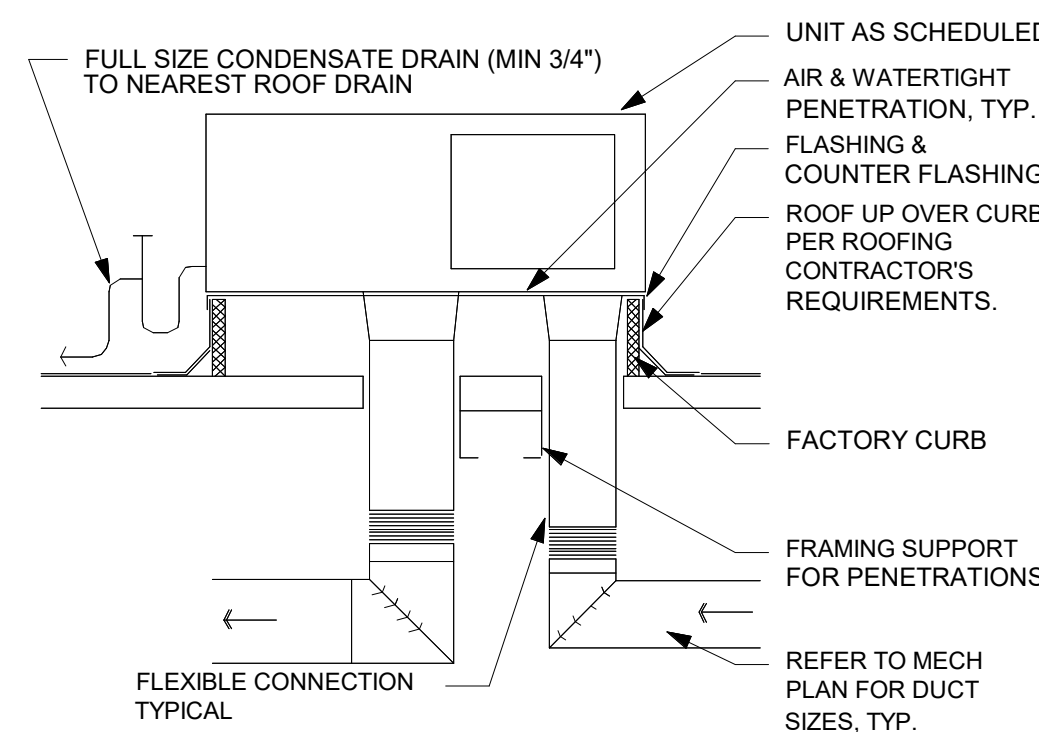 FULL SIZE CONDENSATE DRAIN (MIN 3/4")
TO NEAREST ROOF DRAIN
UNIT AS SCHEDULED
AIR & WATERTIGHT
PENETRATION, TYP.
FLASHING &
COUNTER FLASHING
ROOF UP OVER CURB
PER ROOFING
CONTRACTOR'S
REQUIREMENTS.
FACTORY CURB
FRAMING SUPPORT
FOR PENETRATIONS
REFER TO MECH
PLAN FOR DUCT
SIZES, TYP.
FLEXIBLE CONNECTION
TYPICAL